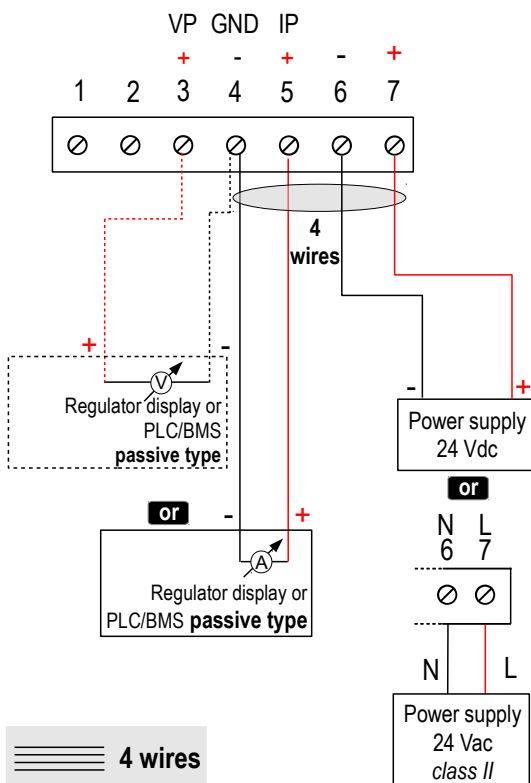 VP GND IP
+ - + - +
1 2 3 4 5 6 7
4
wires
+ -
V
Regulator display or
PLC/BMS
passive type
- +
Power supply
24 Vdc
or
or
- +
A
Regulator display or
PLC/BMS passive type
N L
6 7
N L
Power supply
24 Vac
class II
4 wires